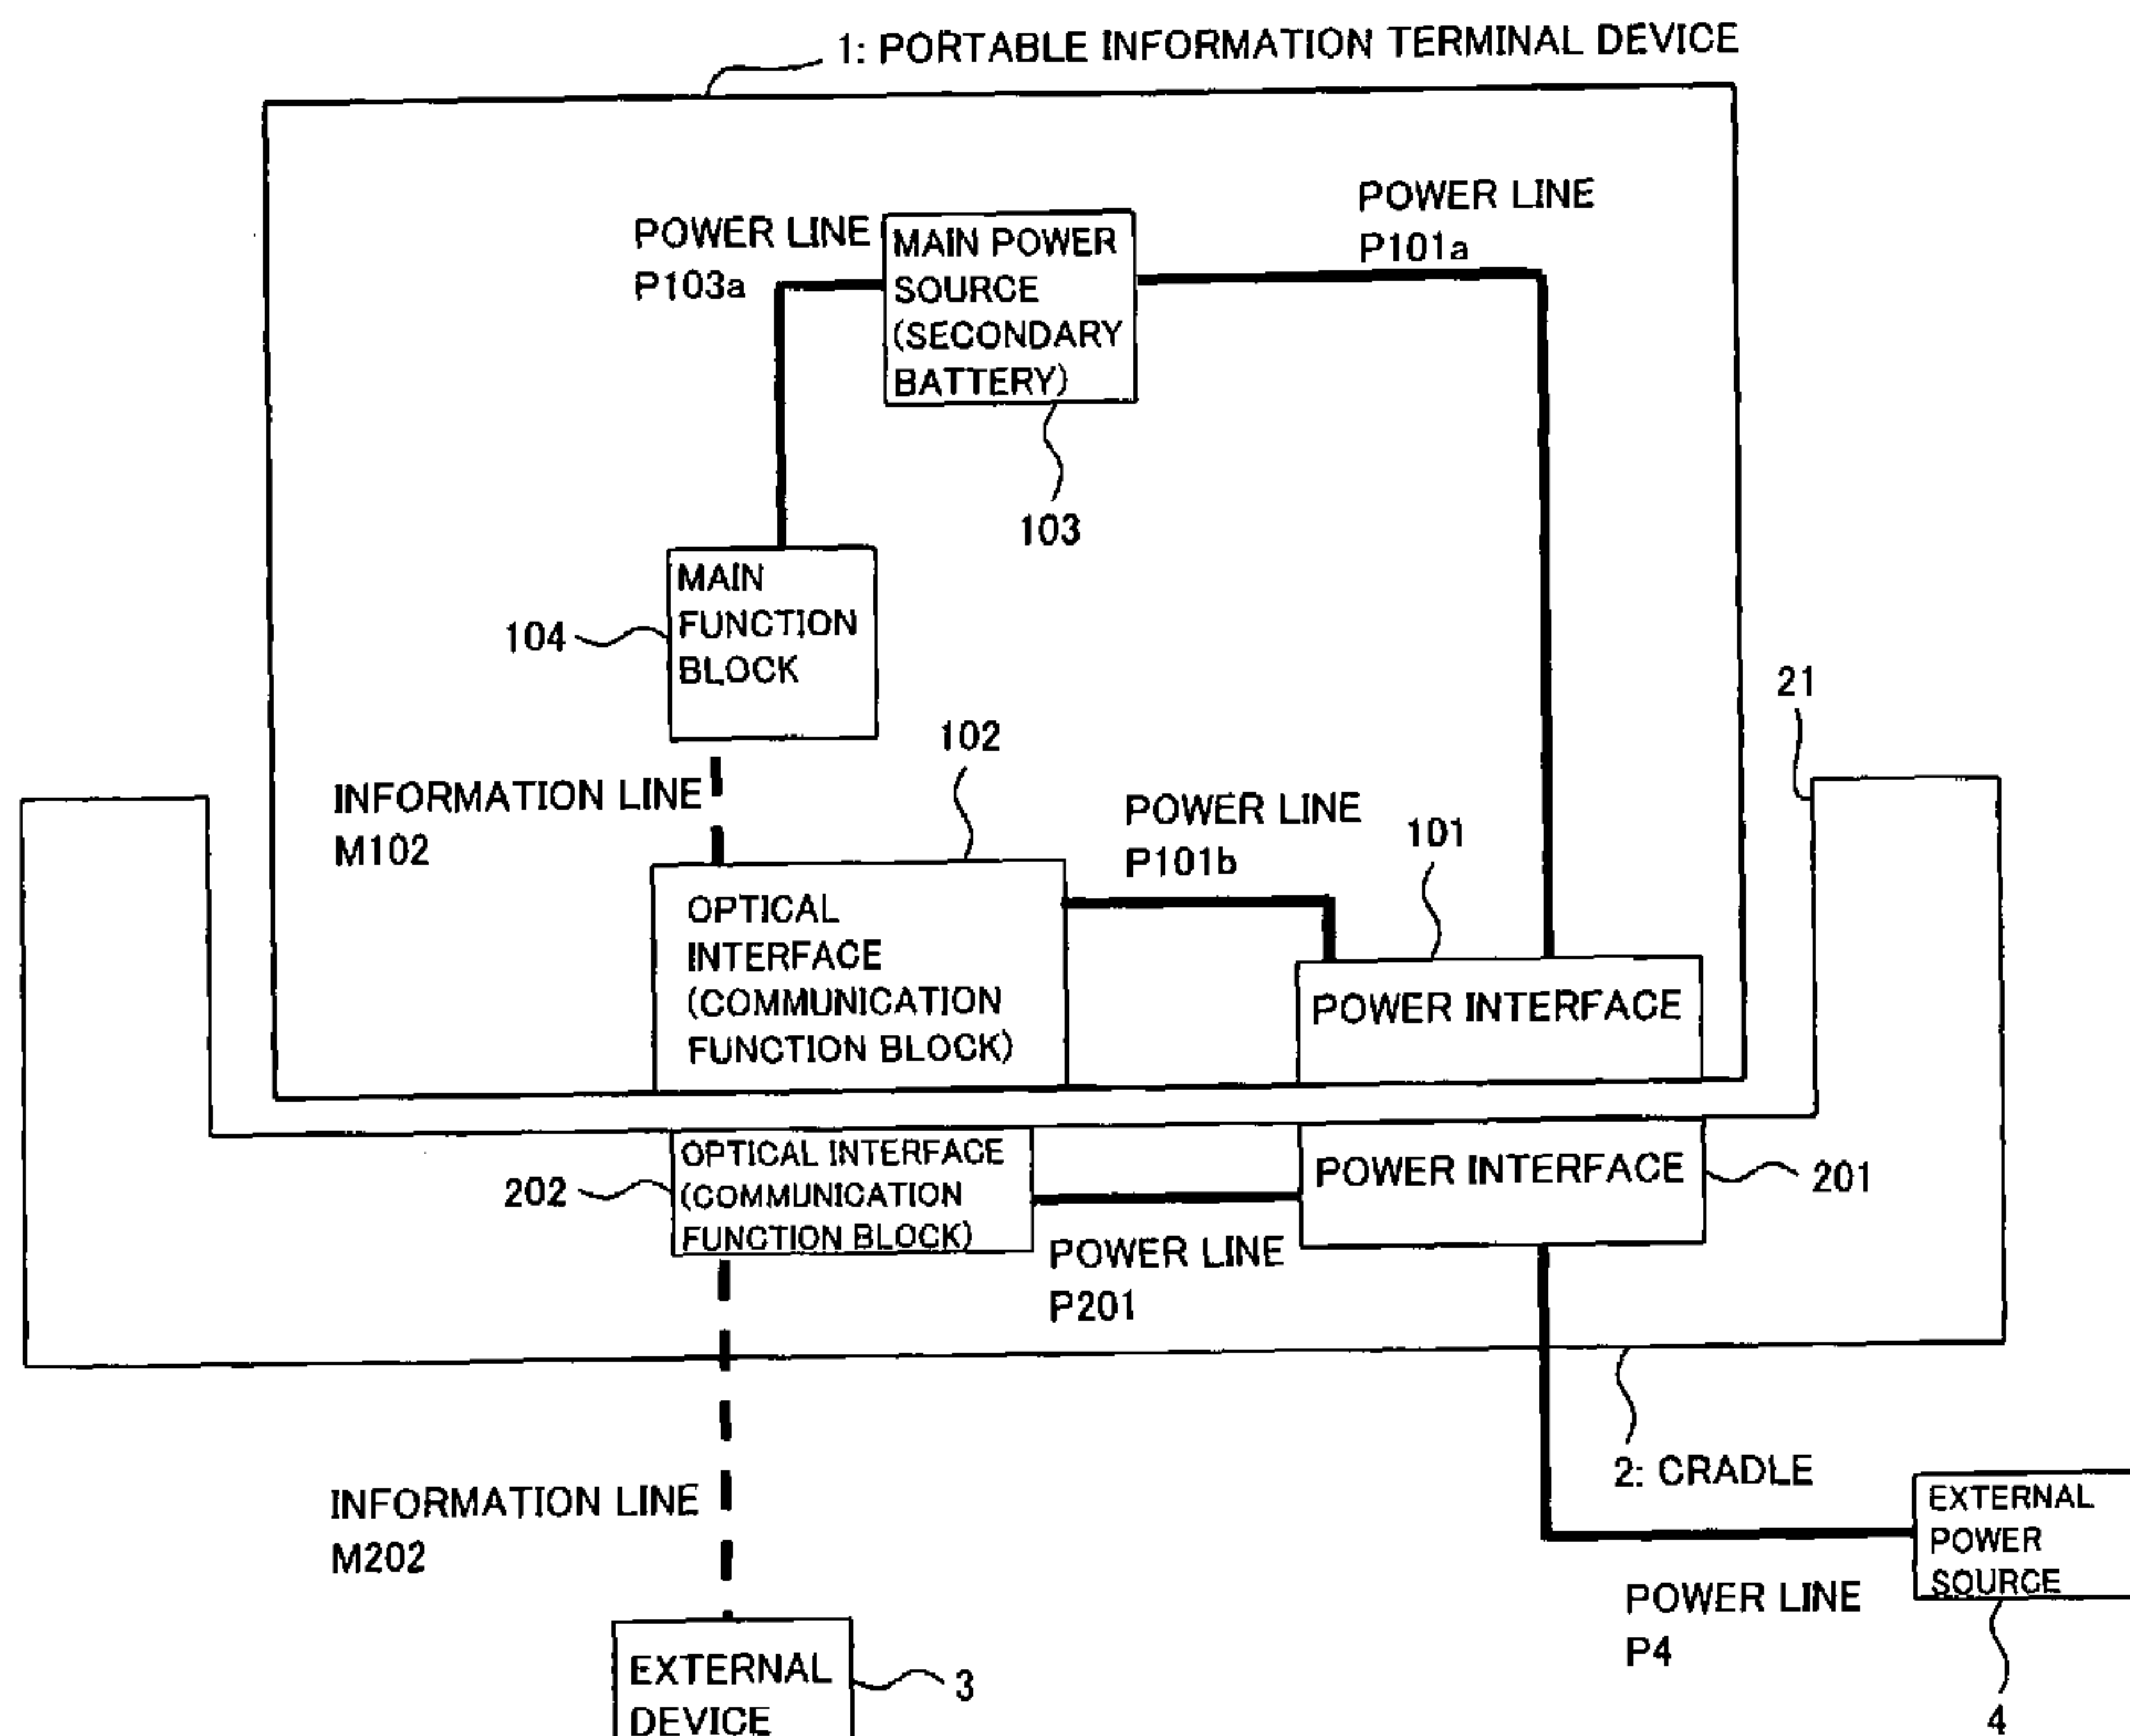 1: PORTABLE INFORMATION TERMINAL DEVICE
POWER LINE
P101a
POWER LINE
P103a
MAIN POWER
SOURCE
(SECONDARY
BATTERY)
103
MAIN
FUNCTION
BLOCK
104
21
102
INFORMATION LINE
M102
POWER LINE
P101b
101
OPTICAL
INTERFACE
(COMMUNICATION
FUNCTION BLOCK)
POWER INTERFACE
OPTICAL INTERFACE
(COMMUNICATION
FUNCTION BLOCK)
202
POWER INTERFACE
201
POWER LINE
P201
2: CRADLE
INFORMATION LINE
M202
EXTERNAL
POWER
SOURCE
POWER LINE
P4
4
EXTERNAL
DEVICE
3